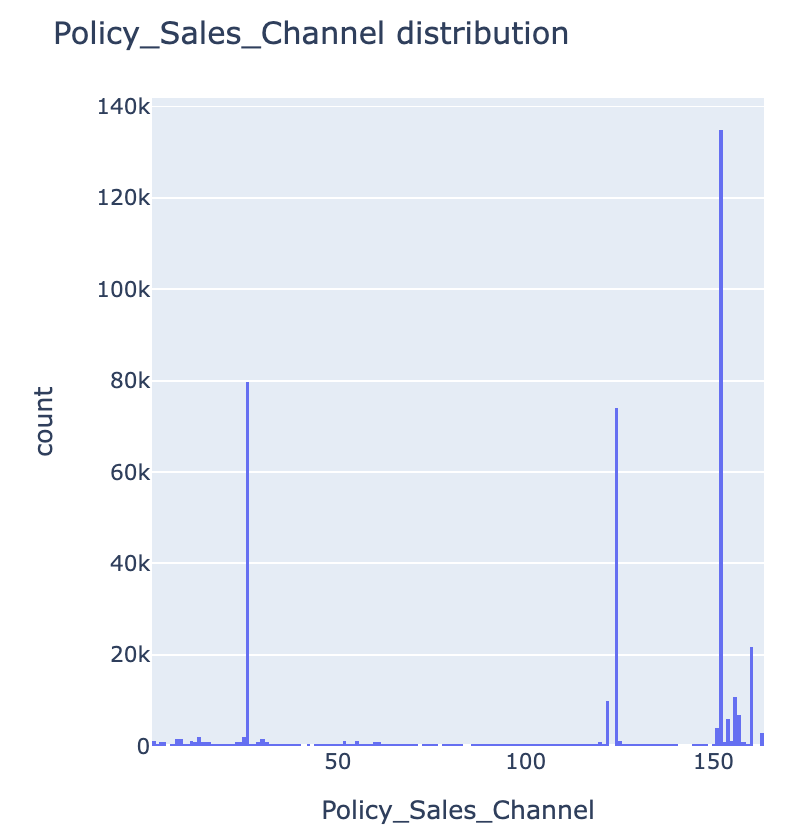 Policy_Sales_Channel distribution
140k
120k
100k
80k
60k
40k
20k
0
count
50
100
150
Policy_Sales_Channel